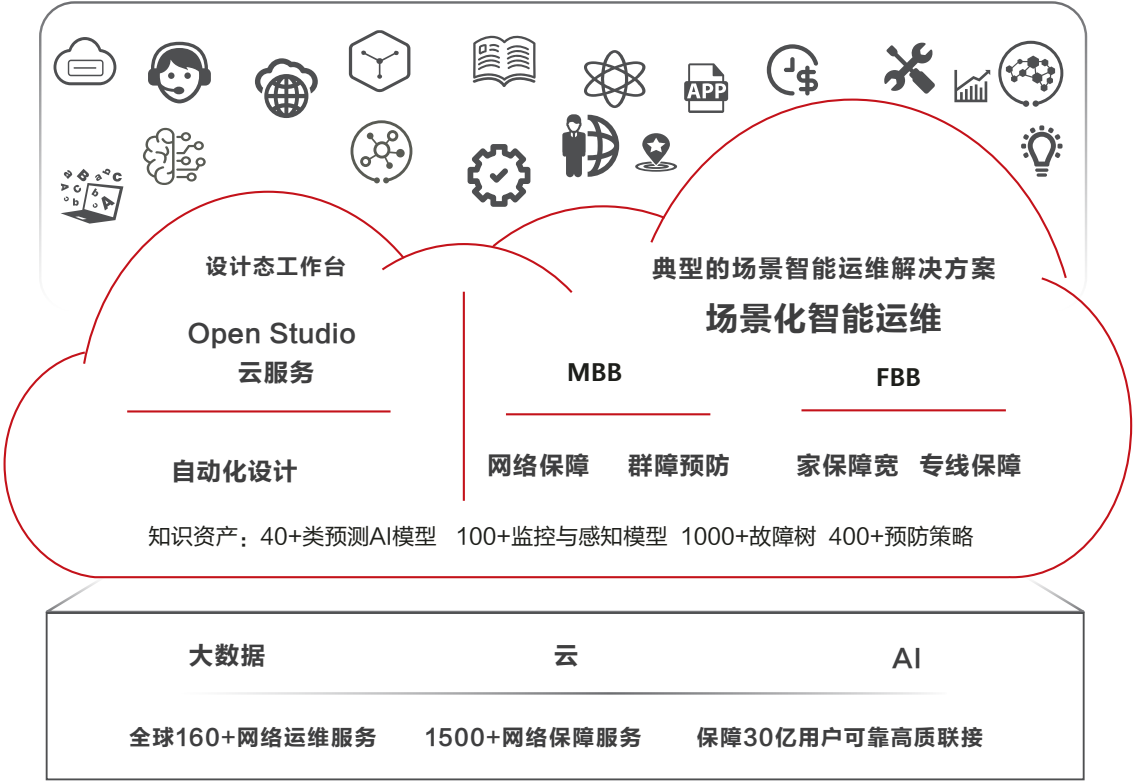 APP
设计态工作台
Open Studio
云服务
自动化设计
典型的场景智能运维解决方案
场景化智能运维
MBB
FBB
网络保障 群障预防
家保障宽 专线保障
知识资产：40+类预测AI模型 100+监控与感知模型 1000+故障树 400+预防策略
大数据 云 AI
全球160+网络运维服务 1500+网络保障服务 保障30亿用户可靠高质联接